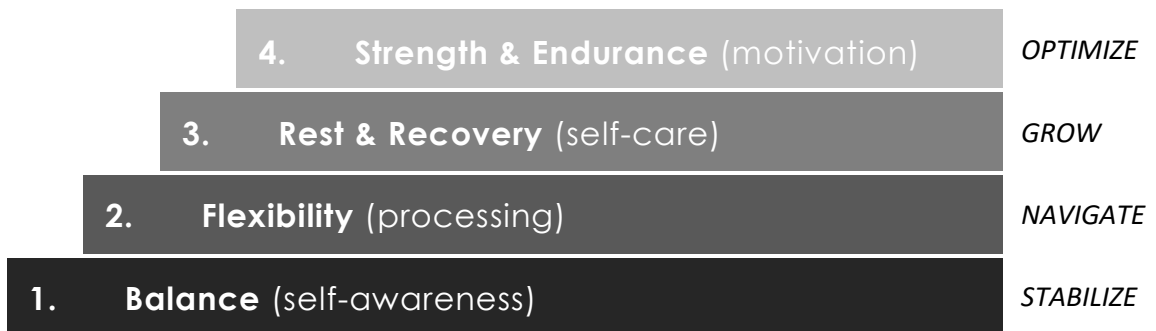 4. Strength & Endurance (motivation) OPTIMIZE
3. Rest & Recovery (self-care) GROW
2. Flexibility (processing) NAVIGATE
1. Balance (self-awareness) STABILIZE